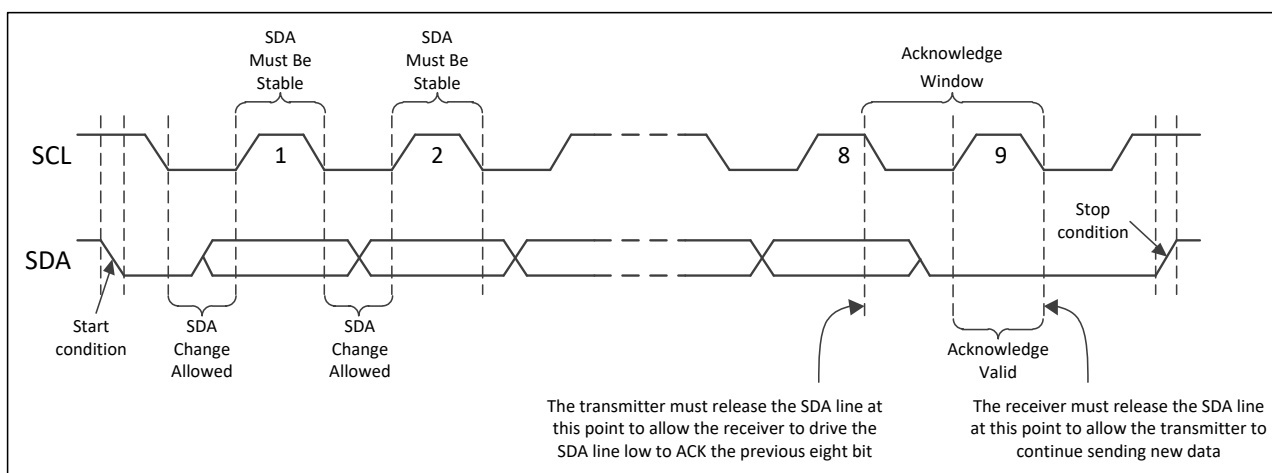 SDA
Must Be
Stable
SDA
Must Be
Stable
Acknowledge
Window
SCL
1
2
8
9
SDA
Stop
condition
Start
condition
SDA
Change
Allowed
SDA
Change
Allowed
Acknowledge
Valid
The transmitter must release the SDA line at
this point to allow the receiver to drive the
SDA line low to ACK the previous eight bit
The receiver must release the SDA line
at this point to allow the transmitter to
continue sending new data